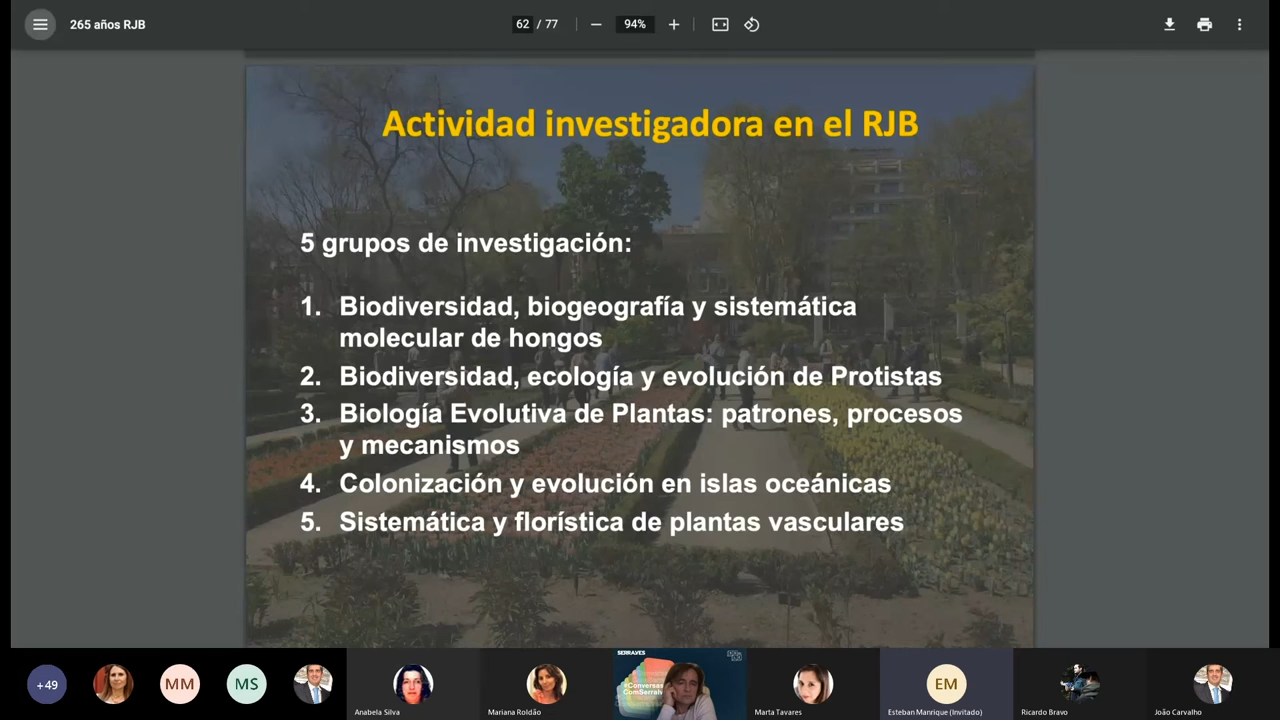 265 años RJB
62 / 77
94%
Actividad investigadora en el RJB
5 grupos de investigación:
1. Biodiversidad, biogeografía y sistemática
molecular de hongos
2. Biodiversidad, ecología y evolución de Protistas
3. Biología Evolutiva de Plantas: patrones, procesos
y mecanismos
4. Colonización y evolución en islas oceánicas
5. Sistemática y florística de plantas vasculares
+49
MM
MS
SERRALVES
EM
Anabela Silva
Mariana Roldão
Marta Tavares
Esteban Manrique (Invitado)
Ricardo Bravo
João Carvalho